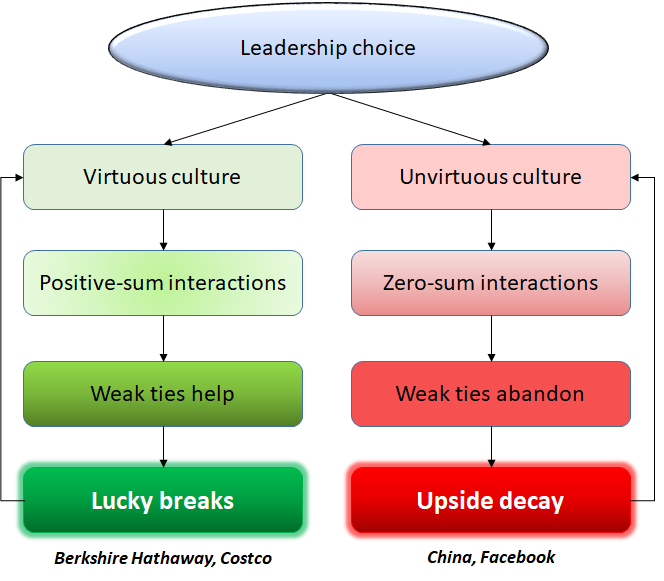 Leadership choice
Virtuous culture
Unvirtuous culture
Positive-sum interactions
Zero-sum interactions
Weak ties help
Weak ties abandon
Lucky breaks
Upside decay
Berkshire Hathaway, Costco
China, Facebook